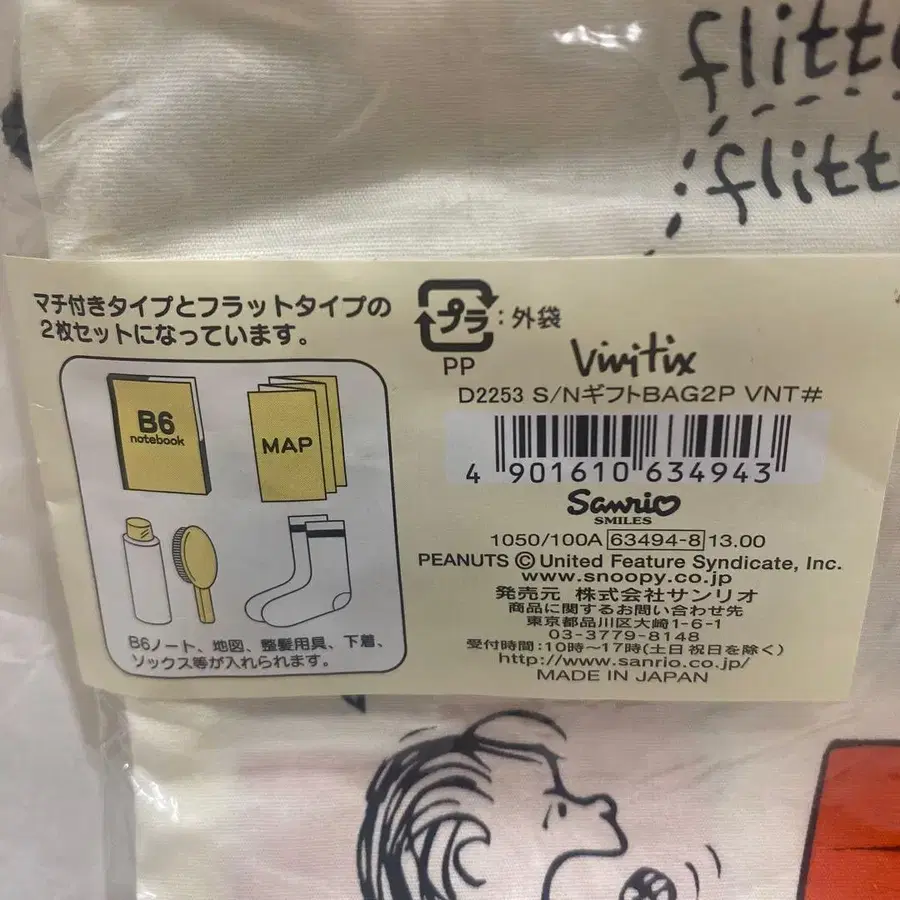 flitt
flitt
マチ付きタイプとフラットタイプの
2枚セットになっています。
B6
notebook
MAP
B6ノート、地図、整髪用具、下着、
ソックス等が入れられます。
プラ:外袋
PP
Vivitix
D2253 S/NギフトBAG2P VNT#
4 901610 634943
Sanrio
SMILES
1050/100A 63494-8 13.00
PEANUTS © United Feature Syndicate, Inc.
www.snoopy.co.jp
発売元 株式会社サンリオ
商品に関するお問い合わせ先
東京都品川区大崎1-6-1
03-3779-8148
受付時間:10時〜17時(土日祝日を除く)
http://www.sanrio.co.jp/
MADE IN JAPAN